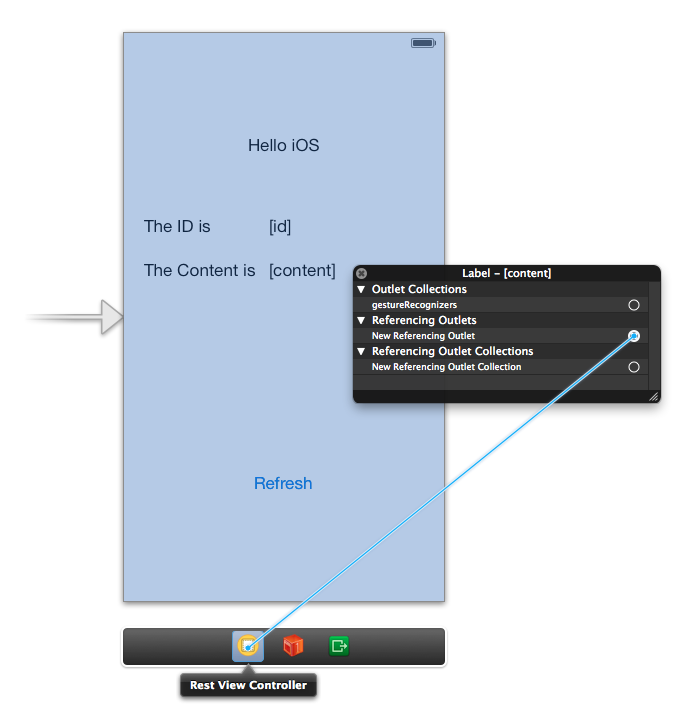 Hello iOS
The ID is [id]
The Content is [content]
Label – [content]
Outlet Collections
gestureRecognizers
Referencing Outlets
New Referencing Outlet
Referencing Outlet Collections
New Referencing Outlet Collection
Refresh
Rest View Controller